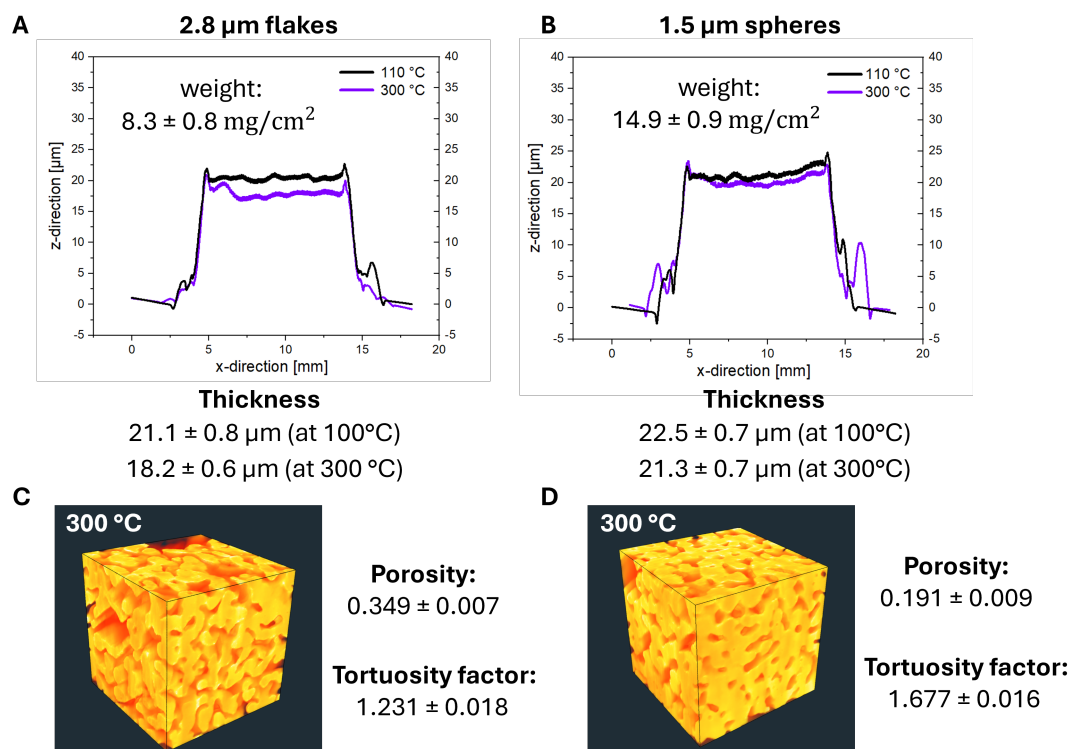 A
2.8 µm flakes
40
35
30
25
20
15
10
5
0
-5
z-direction [µm]
weight:
8.3 ± 0.8 mg/cm²
110 °C
300 °C
40
35
30
25
20
15
10
5
0
-5
0
5
10
15
20
x-direction [mm]
Thickness
21.1 ± 0.8 µm (at 100°C)
18.2 ± 0.6 µm (at 300 °C)
B
1.5 µm spheres
40
35
30
25
20
15
10
5
0
-5
z-direction [µm]
weight:
14.9 ± 0.9 mg/cm²
110 °C
300 °C
40
35
30
25
20
15
10
5
0
-5
0
5
10
15
20
x-direction [mm]
Thickness
22.5 ± 0.7 µm (at 100°C)
21.3 ± 0.7 µm (at 300°C)
C
300 °C
Porosity:
0.349 ± 0.007
Tortuosity factor:
1.231 ± 0.018
D
300 °C
Porosity:
0.191 ± 0.009
Tortuosity factor:
1.677 ± 0.016